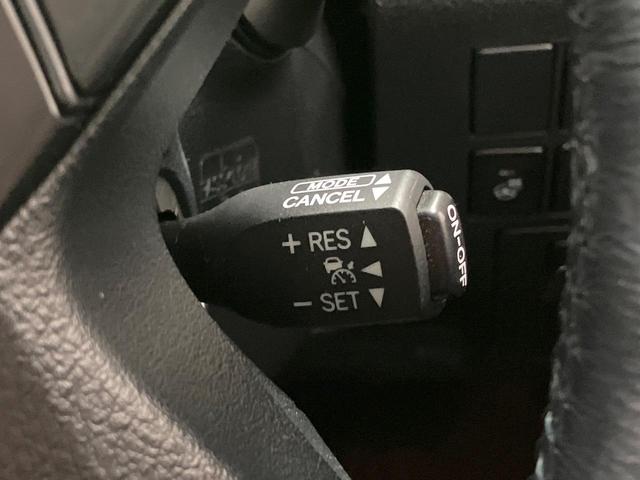 MODE
CANCEL
+ RES
- SET
ON-OFF